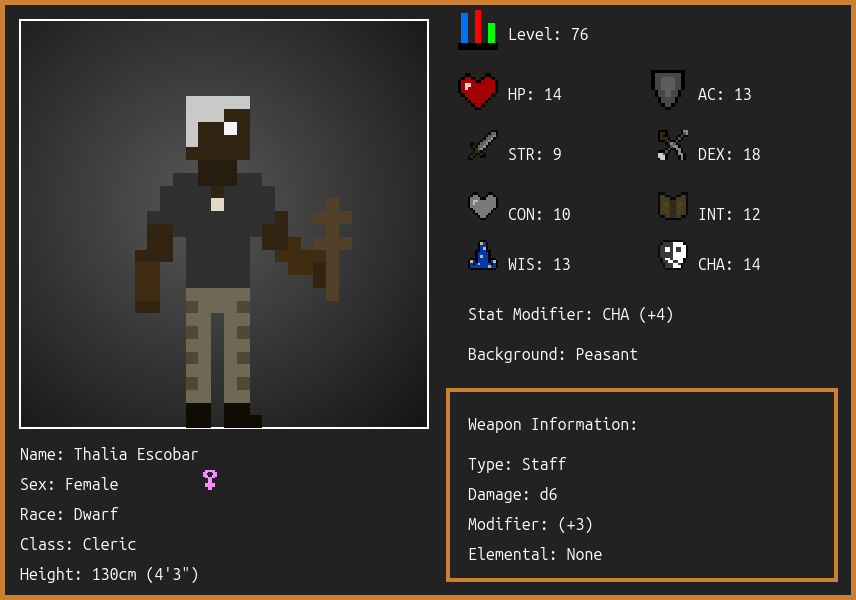 Level: 76
HP: 14
AC: 13
STR: 9
DEX: 18
CON: 10
INT: 12
WIS: 13
CHA: 14
Stat Modifier: CHA (+4)
Background: Peasant
Weapon Information:
Type: Staff
Damage: d6
Modifier: (+3)
Elemental: None
Name: Thalia Escobar
Sex: Female
Race: Dwarf
Class: Cleric
Height: 130cm (4'3")